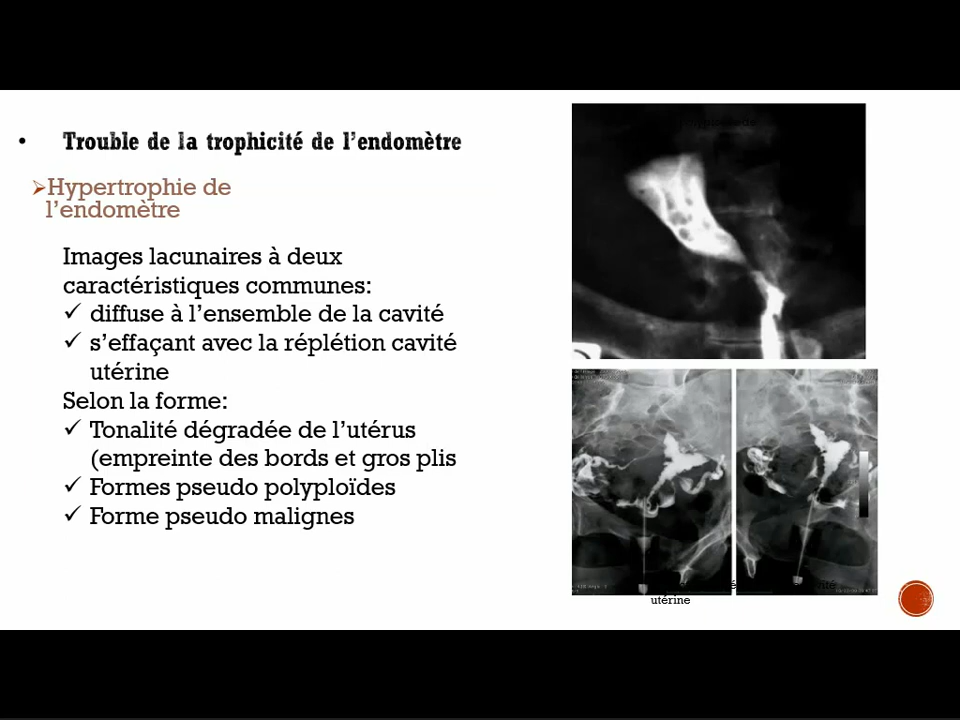 • Trouble de la trophicité de l’endomètre
➢Hypertrophie de
l’endomètre
Images lacunaires à deux
caractéristiques communes:
✓ diffuse à l’ensemble de la cavité
✓ s’effaçant avec la réplétion cavité
utérine
Selon la forme:
✓ Tonalité dégradée de l’utérus
(empreinte des bords et gros plis
✓ Formes pseudo polyploïdes
✓ Forme pseudo malignes
utérine